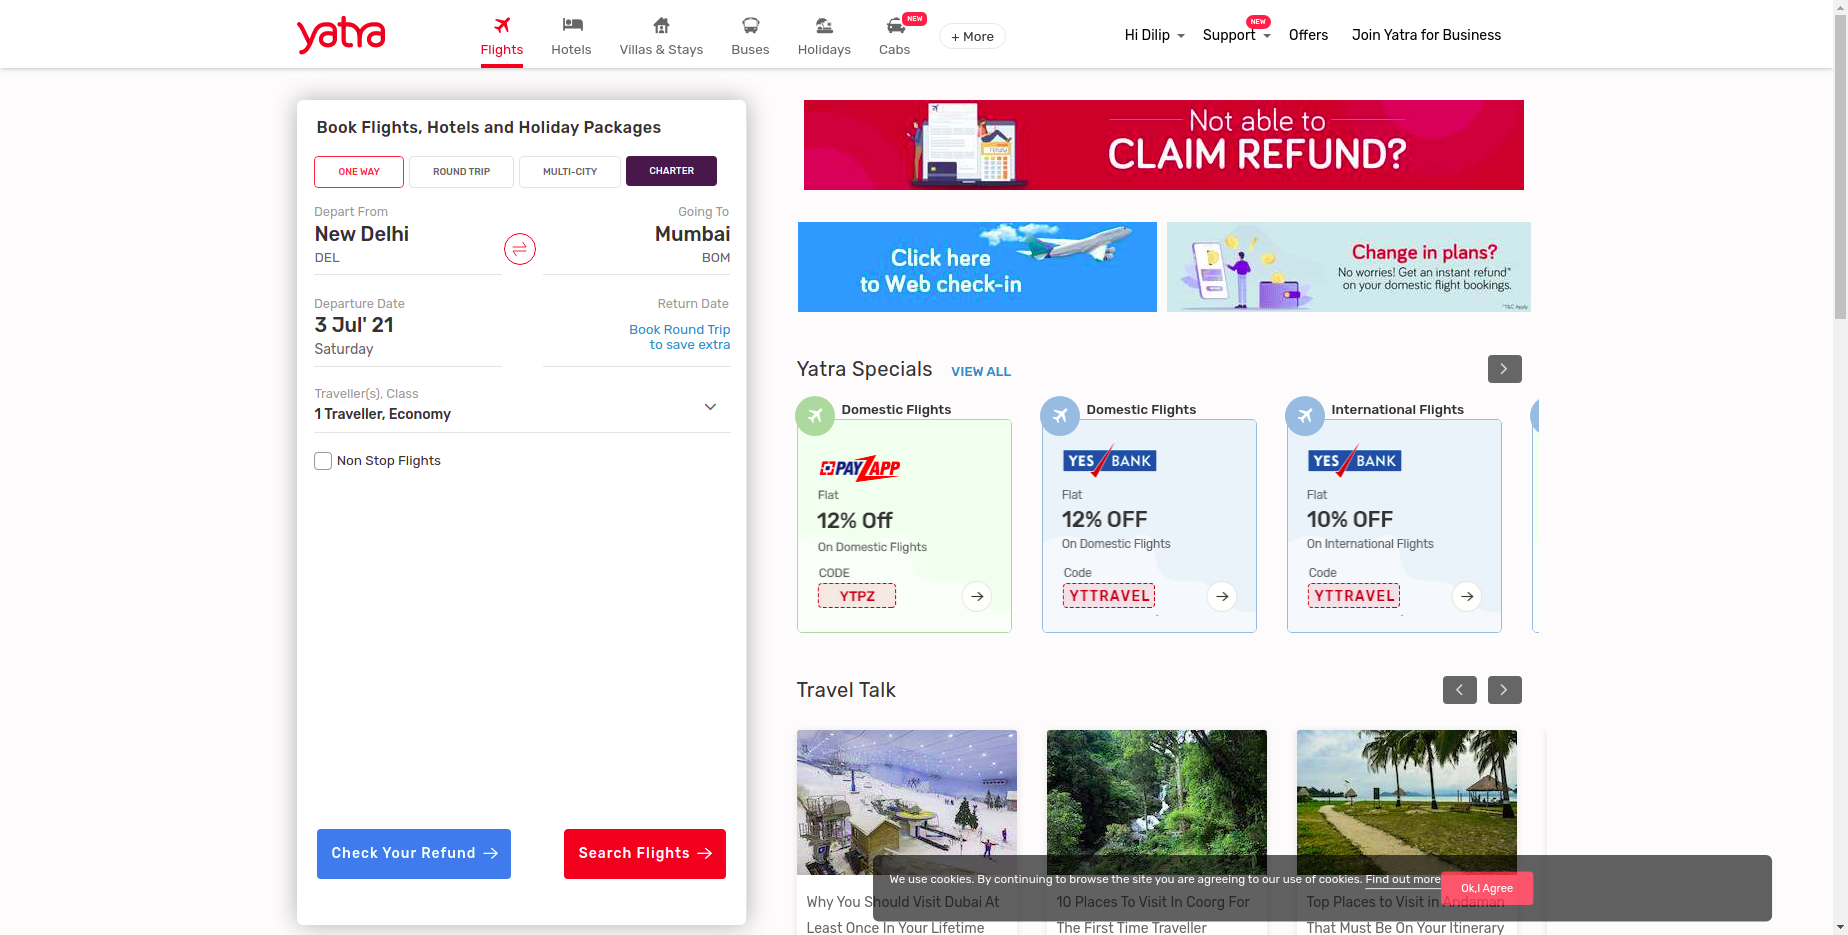 yatra
Flights
Hotels
Villas & Stays
Buses
Holidays
NEW
Cabs
+ More
Hi Dilip
NEW
Support
Offers
Join Yatra for Business
Book Flights, Hotels and Holiday Packages
ONE WAY
ROUND TRIP
MULTI-CITY
CHARTER
Depart From
New Delhi
DEL
Going To
Mumbai
BOM
Departure Date
3 Jul' 21
Saturday
Return Date
Book Round Trip
to save extra
Traveller(s), Class
1 Traveller, Economy
Non Stop Flights
Check Your Refund
Search Flights
Not able to
CLAIM REFUND?
Click here
to Web check-in
Change in plans?
No worries! Get an instant refund*
on your domestic flight bookings.
*T&C Apply
Yatra Specials
VIEW ALL
Domestic Flights
PAYZAPP
Flat
12% Off
On Domestic Flights
CODE
YTPZ
Domestic Flights
YES BANK
Flat
12% OFF
On Domestic Flights
Code
YTTRAVEL
International Flights
YES BANK
Flat
10% OFF
On International Flights
Code
YTTRAVEL
Travel Talk
Why You Should Visit Dubai At
Least Once In Your Lifetime
10 Places To Visit In Coorg For
The First Time Traveller
Top Places to Visit in Andaman
That Must Be On Your Itinerary
We use cookies. By continuing to browse the site you are agreeing to our use of cookies. Find out more
Ok,I Agree